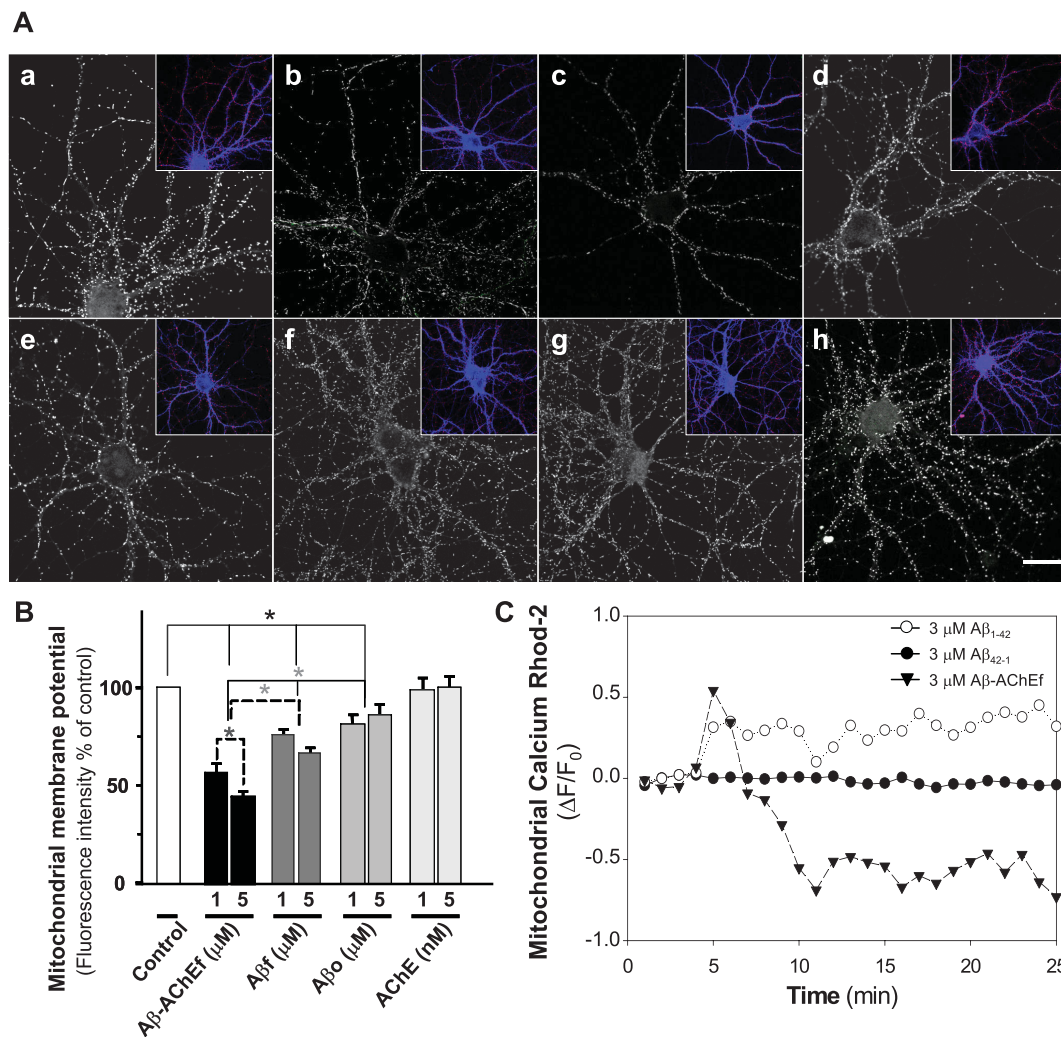 A
a b c d
e f g h
B
Mitochondrial membrane potential
(Fluorescence intensity % of control)
100
50
0
*
*
*
*
1 5 1 5 1 5 1 5
Control
Aβ-AChEf (μM)
Aβf (μM)
Aβo (μM)
AChE (nM)
C
Mitochondrial Calcium Rhod-2
(ΔF/F₀)
1.0
0.5
0.0
-0.5
-1.0
3 μM Aβ₁₋₄₂
3 μM Aβ₄₂₋₁
3 μM Aβ-AChEf
0 5 10 15 20 25
Time (min)